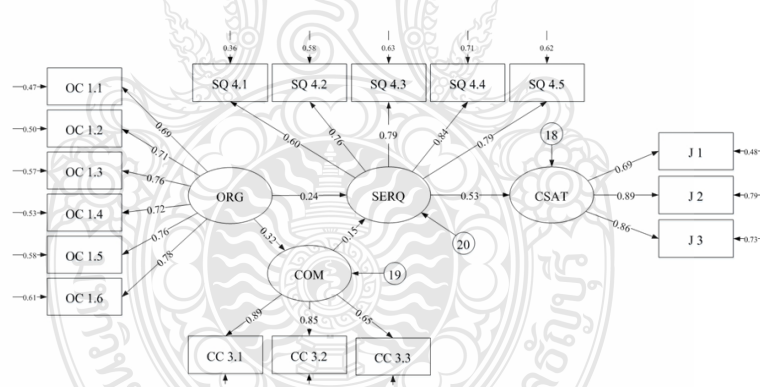 0.36 0.58 0.63 0.71 0.62
SQ 4.1 SQ 4.2 SQ 4.3 SQ 4.4 SQ 4.5
0.47 OC 1.1
0.50 OC 1.2
0.57 OC 1.3
0.53 OC 1.4
0.58 OC 1.5
0.61 OC 1.6
0.69
0.71
0.76
0.72
0.76
0.78
0.60 0.76 0.79 0.84 0.79
18
ORG 0.24 SERQ 0.53 CSAT
0.69 J 1 0.48
0.89 J 2 0.79
0.86 J 3 0.73
0.32 0.15 20
COM 19
0.89 0.85 0.65
CC 3.1 CC 3.2 CC 3.3